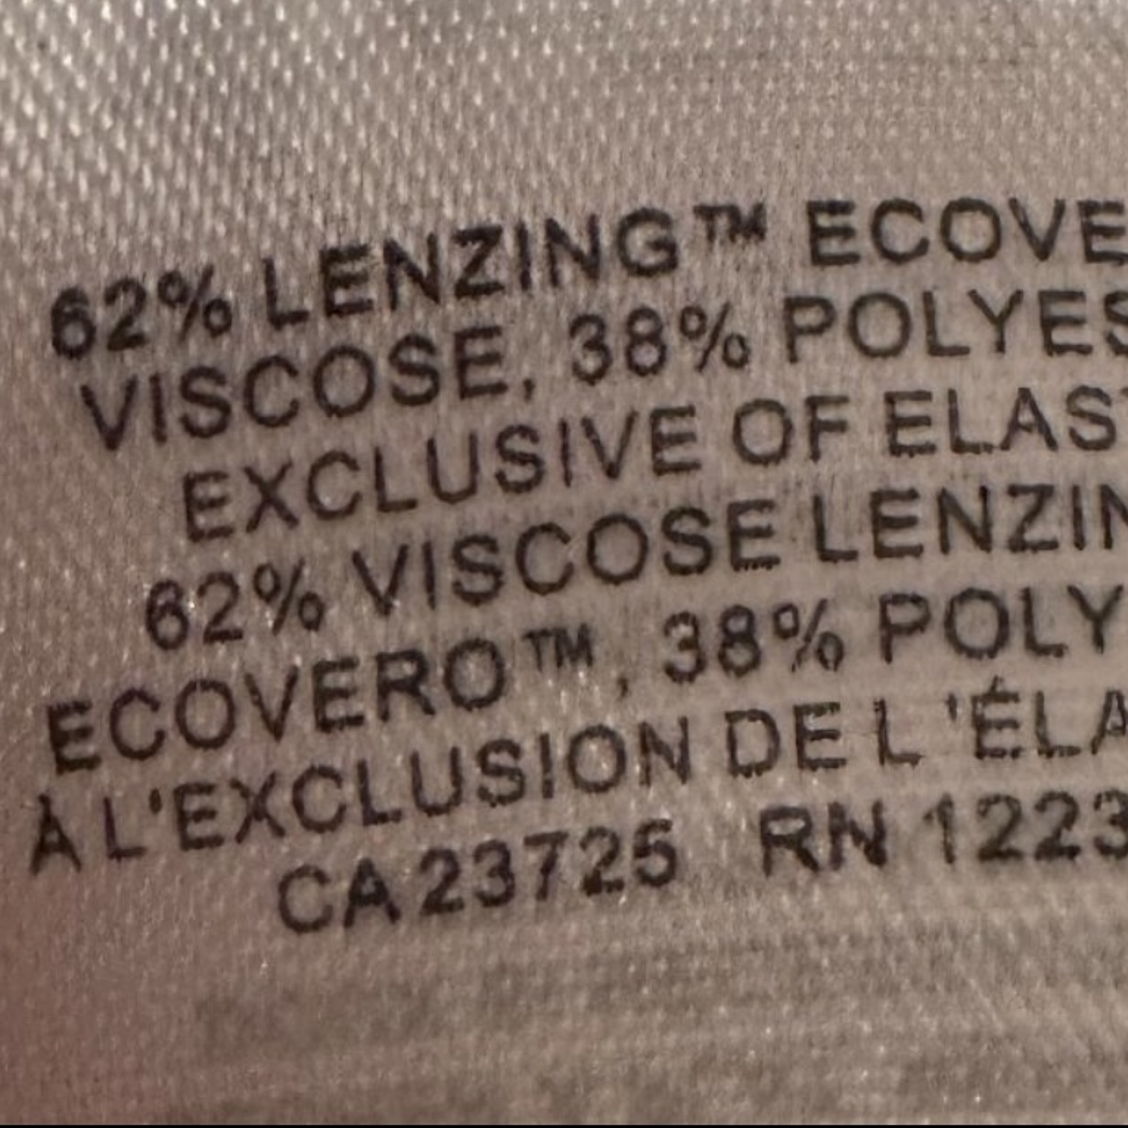 62% LENZING™ ECOVE
VISCOSE, 38% POLYES
EXCLUSIVE OF ELAST
62% VISCOSE LENZIN
ECOVERO™, 38% POLY
À L'EXCLUSION DE L'ÉLA
CA 23725 RN 1223